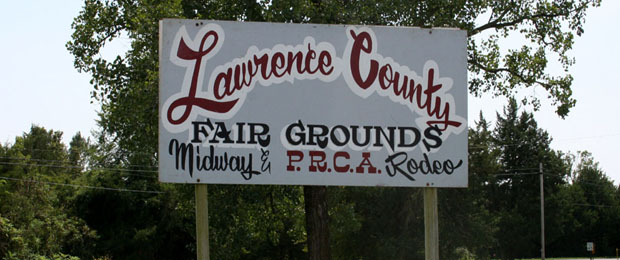 Lawrence County
FAIR GROUNDS
Midway & P.R.C.A. Rodeo